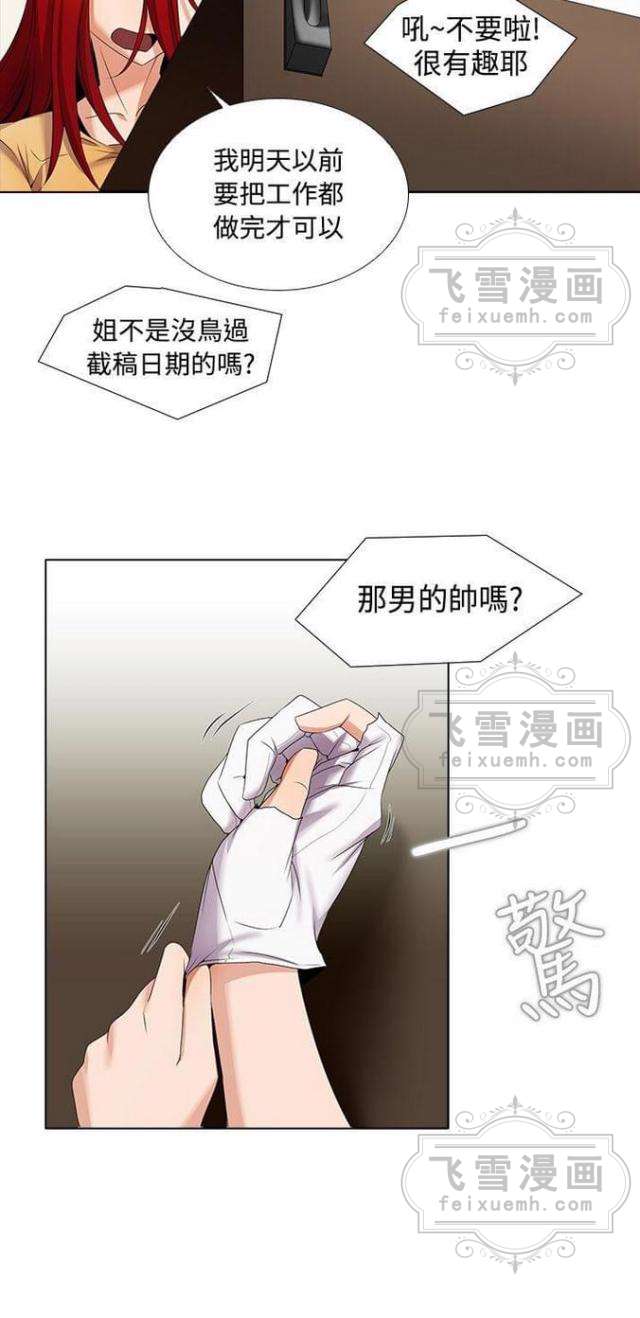 吼~不要啦!
很有趣耶
我明天以前
要把工作都
做完才可以
飞雪漫画
feixuemh.com
姐不是沒鳥過
截稿日期的嗎?
那男的帥嗎?
飞雪漫画
feixuemh.com
驚
飞雪漫画
feixuemh.com